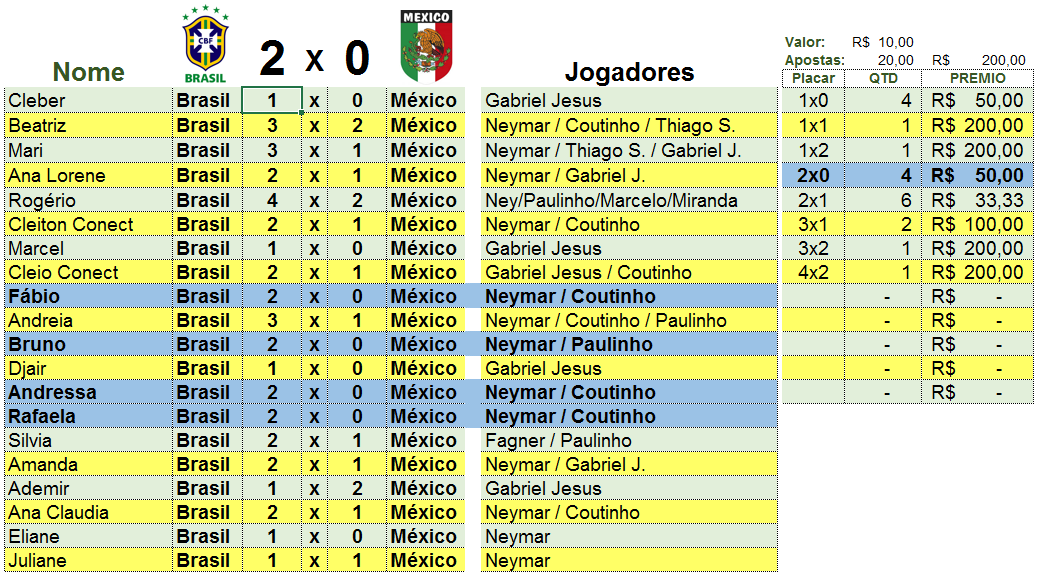 CBF
BRASIL
MEXICO
Nome 2 x 0 Jogadores
Valor: R$ 10,00
Apostas: 20,00 R$ 200,00
Placar QTD PREMIO
Cleber Brasil 1 x 0 México Gabriel Jesus 1x0 4 R$ 50,00
Beatriz Brasil 3 x 2 México Neymar / Coutinho / Thiago S. 1x1 1 R$ 200,00
Mari Brasil 3 x 1 México Neymar / Thiago S. / Gabriel J. 1x2 1 R$ 200,00
Ana Lorene Brasil 2 x 1 México Neymar / Gabriel J. 2x0 4 R$ 50,00
Rogério Brasil 4 x 2 México Ney/Paulinho/Marcelo/Miranda 2x1 6 R$ 33,33
Cleiton Conect Brasil 2 x 1 México Neymar / Coutinho 3x1 2 R$ 100,00
Marcel Brasil 1 x 0 México Gabriel Jesus 3x2 1 R$ 200,00
Cleio Conect Brasil 2 x 1 México Gabriel Jesus / Coutinho 4x2 1 R$ 200,00
Fábio Brasil 2 x 0 México Neymar / Coutinho - R$ -
Andreia Brasil 3 x 1 México Neymar / Coutinho / Paulinho - R$ -
Bruno Brasil 2 x 0 México Neymar / Paulinho - R$ -
Djair Brasil 1 x 0 México Gabriel Jesus - R$ -
Andressa Brasil 2 x 0 México Neymar / Coutinho - R$ -
Rafaela Brasil 2 x 0 México Neymar / Coutinho
Silvia Brasil 2 x 1 México Fagner / Paulinho
Amanda Brasil 2 x 1 México Neymar / Gabriel J.
Ademir Brasil 1 x 2 México Gabriel Jesus
Ana Claudia Brasil 2 x 1 México Neymar / Coutinho
Eliane Brasil 1 x 0 México Neymar
Juliane Brasil 1 x 1 México Neymar